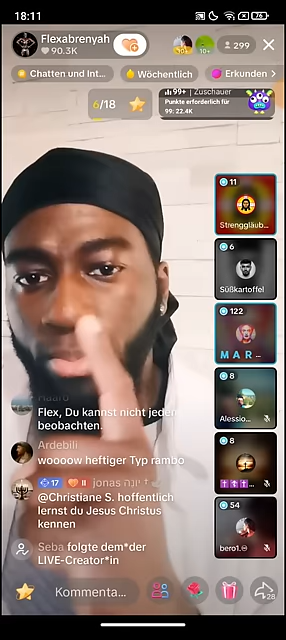 18:11
76
Flexabrenyah
90.3K
10+
299
Chatten und Int...
Wöchentlich
Erkunden
6/18
99+ | Zuschauer
Punkte erforderlich für
99: 22.4K
11
Strenggläub...
6
Süßkartoffel
122
M A R ...
8
Alessio...
8
54
bero1.
Flex, Du kannst nicht jeden
beobachten.
Ardebili
woooow heftiger Typ rambo
17 II jonas
@Christiane S. hoffentlich
lernst du Jesus Christus
kennen
Seba folgte dem*der
LIVE-Creator*in
Kommenta...
28